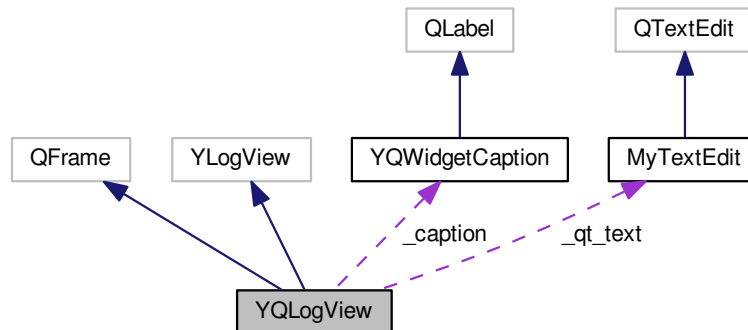 QLabel
QTextEdit
QFrame
YLogView
YQWidgetCaption
MyTextEdit
_caption
_qt_text
YQLogView